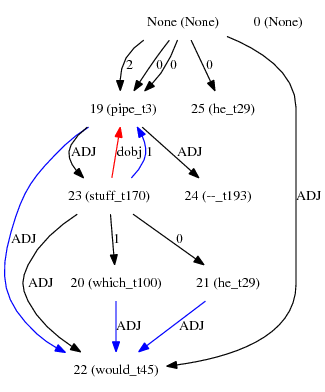 None (None) 0 (None)
2 0 0 0
19 (pipe_t3) 25 (he_t29)
ADJ dobj 1 ADJ
23 (stuff_t170) 24 (--_t193)
ADJ
ADJ ADJ 1 0
20 (which_t100) 21 (he_t29)
ADJ ADJ
22 (would_t45)